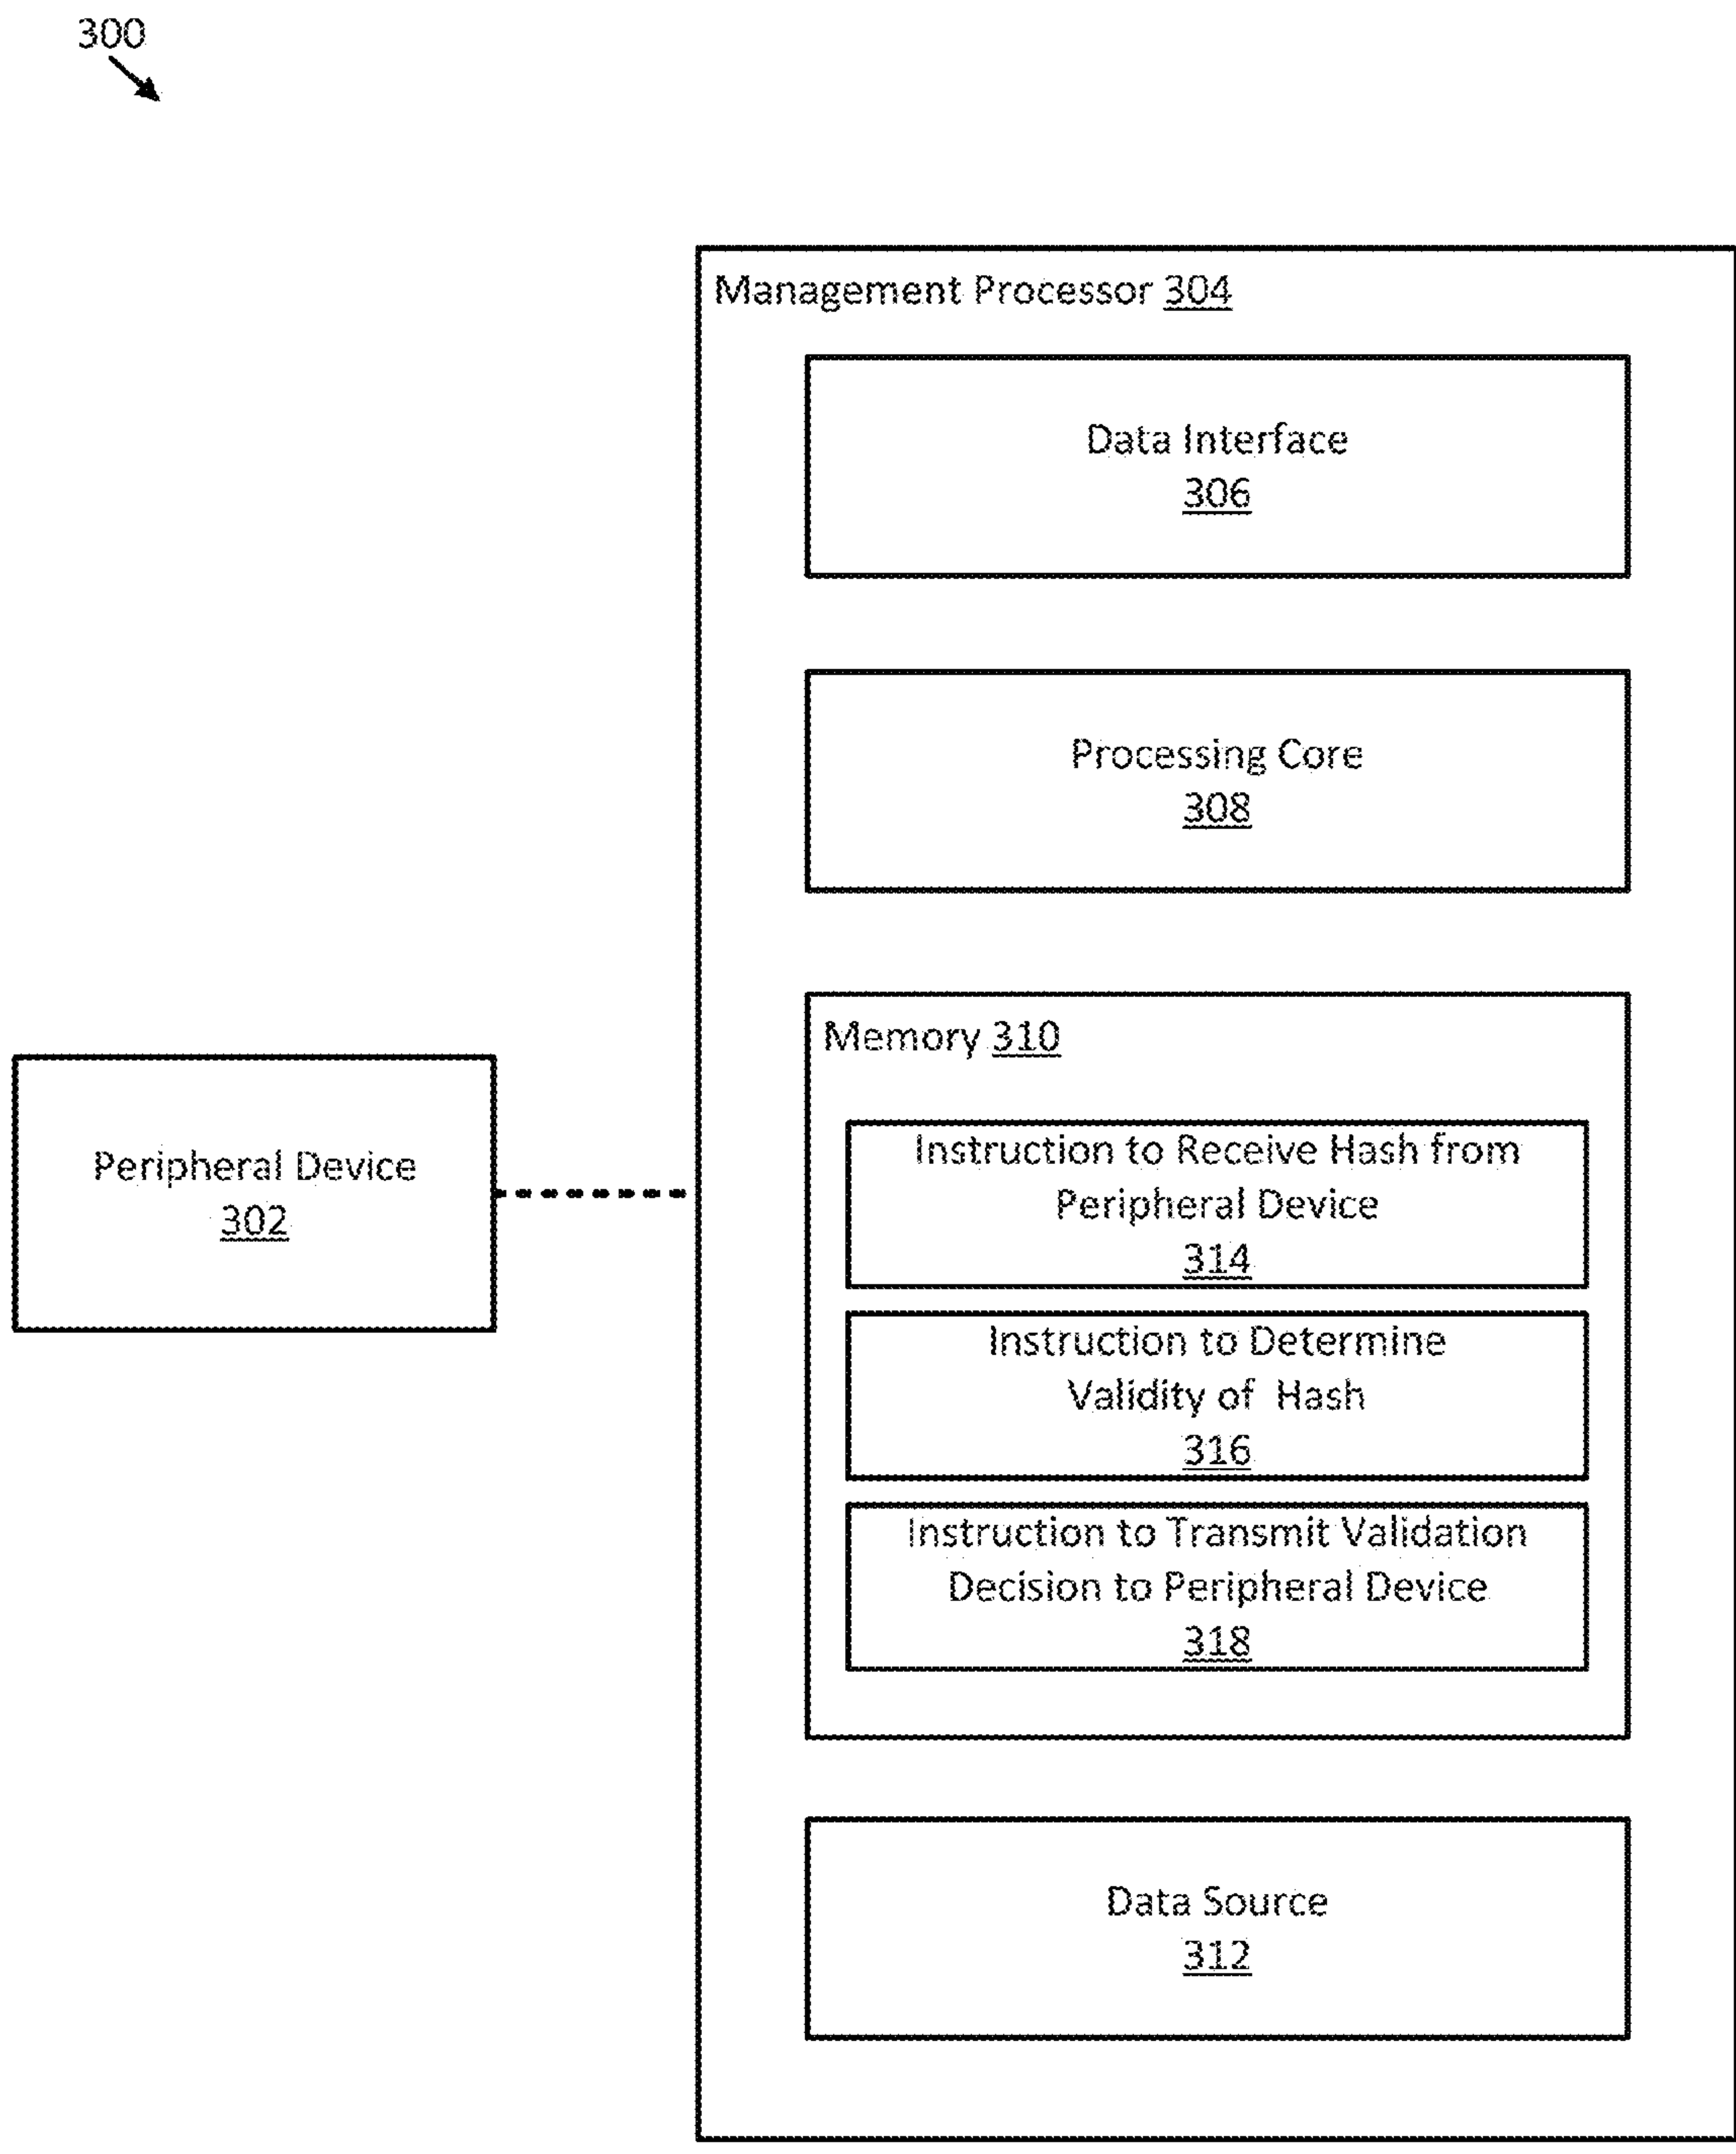 300
Management Processor 304
Data Interface
306
Processing Core
308
Memory 310
Instruction to Receive Hash from
Peripheral Device
314
Instruction to Determine
Validity of Hash
316
Instruction to Transmit Validation
Decision to Peripheral Device
318
Data Source
312
Peripheral Device
302